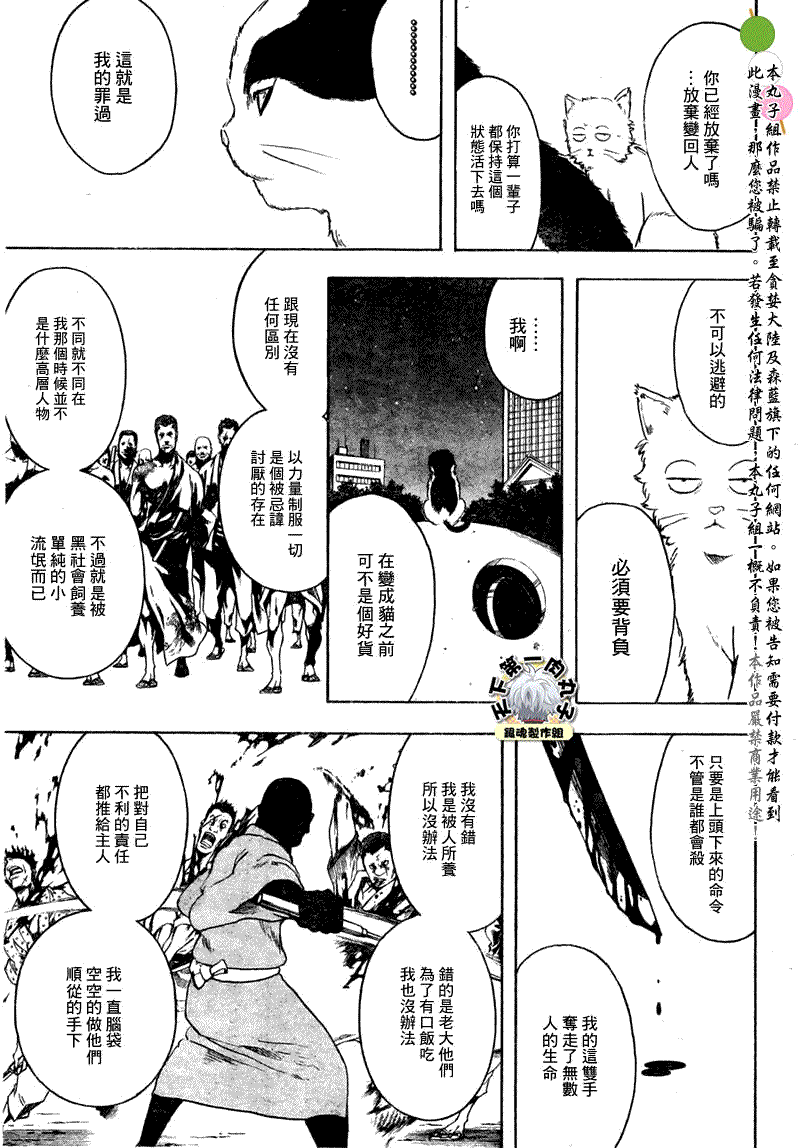 你已經放棄了嗎
…放棄變回人
你打算一輩子
都保持這個
狀態活下去嗎
…………
這就是
我的罪過
不可以逃避的
必須要背負
……
我啊
在變成貓之前
可不是個好貨
跟現在沒有
任何區別
以力量制服一切
是個被忌諱
討厭的存在
不同就不同在
我那個時候並不
是什麼高層人物
不過就是被
黑社會飼養
單純的小
流氓而已
只要是上頭下來的命令
不管是誰都會殺
我的這雙手
奪走了無數
人的生命
我沒有錯
我是被人所養
所以沒辦法
錯的是老大他們
為了有口飯吃
我也沒辦法
把對自己
不利的責任
都推給主人
我一直腦袋
空空的做他們
順從的手下
天下第一肉丸子
銀魂製作組
本丸子組作品禁止轉載至貪婪大陸及森藍旗下的任何網站。如果您被告知需要付款才能看到
此漫畫！那麼您被騙了。若發生任何法律問題！本丸子組一概不負責！本作品嚴禁商業用途！